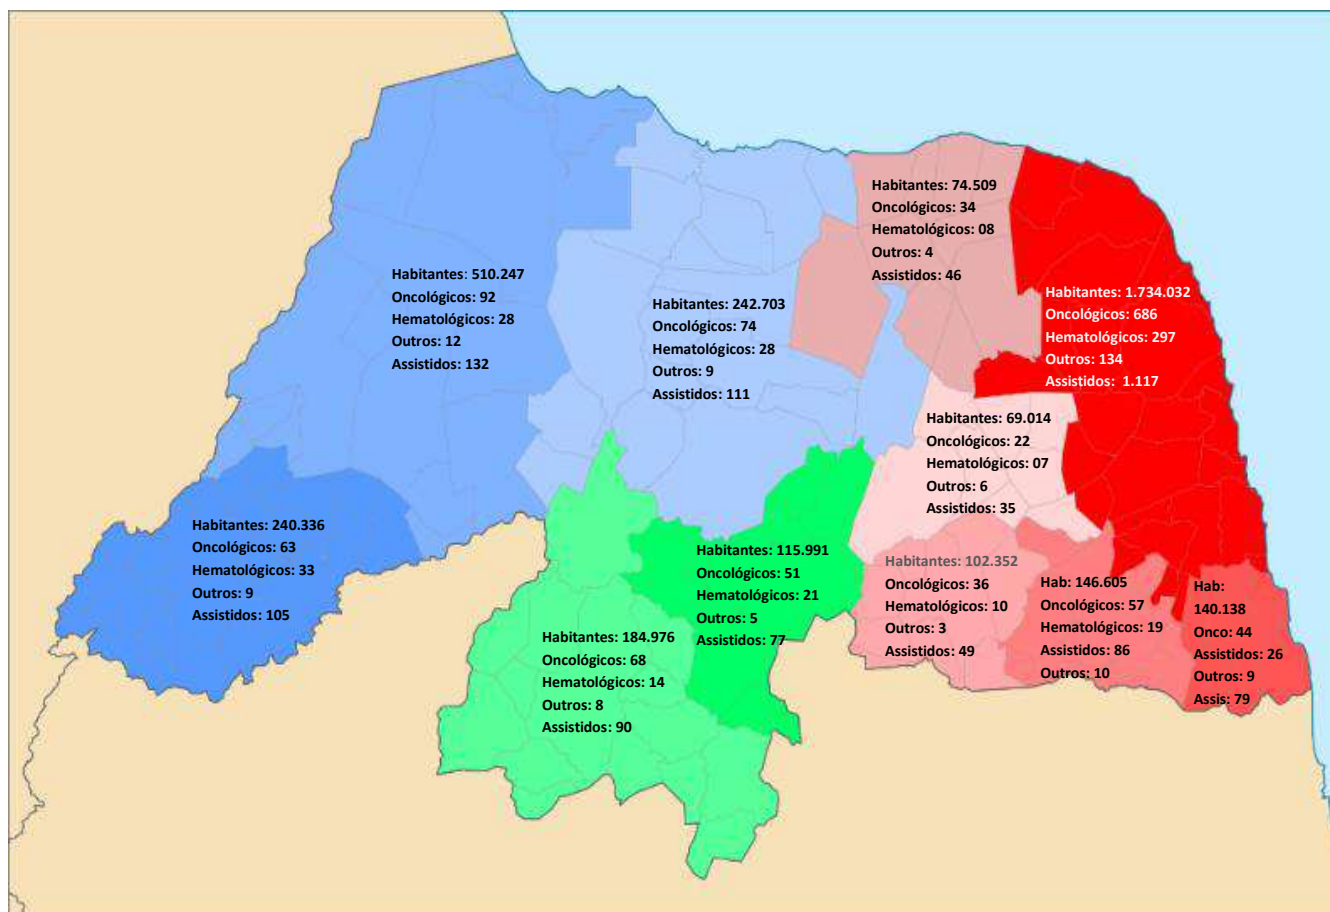 Habitantes: 74.509
Oncológicos: 34
Hematológicos: 08
Outros: 4
Assistidos: 46
Habitantes: 510.247
Oncológicos: 92
Hematológicos: 28
Outros: 12
Assistidos: 132
Habitantes: 242.703
Oncológicos: 74
Hematológicos: 28
Outros: 9
Assistidos: 111
Habitantes: 1.734.032
Oncológicos: 686
Hematológicos: 297
Outros: 134
Assistidos: 1.117
Habitantes: 69.014
Oncológicos: 22
Hematológicos: 07
Outros: 6
Assistidos: 35
Habitantes: 240.336
Oncológicos: 63
Hematológicos: 33
Outros: 9
Assistidos: 105
Habitantes: 115.991
Oncológicos: 51
Hematológicos: 21
Outros: 5
Assistidos: 77
Habitantes: 102.352
Oncológicos: 36
Hematológicos: 10
Outros: 3
Assistidos: 49
Hab: 146.605
Oncológicos: 57
Hematológicos: 19
Assistidos: 86
Outros: 10
Hab:
140.138
Onco: 44
Assistidos: 26
Outros: 9
Assis: 79
Habitantes: 184.976
Oncológicos: 68
Hematológicos: 14
Outros: 8
Assistidos: 90